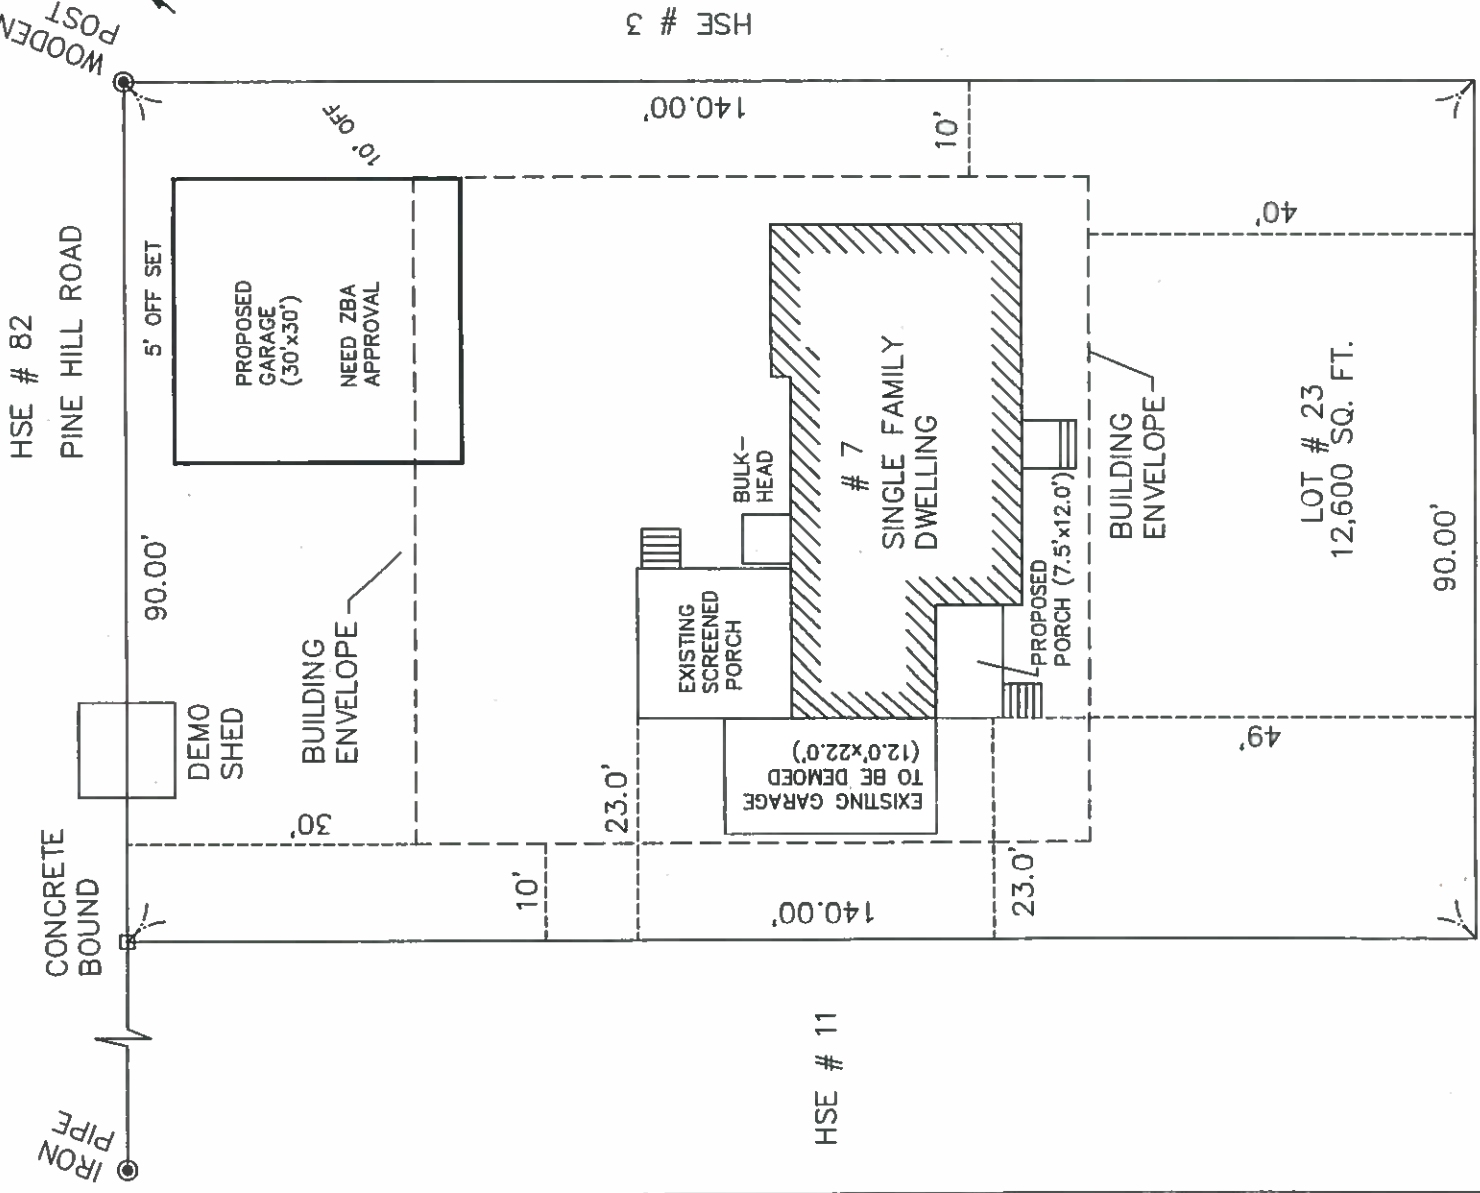 WOODEN
POST
HSE # 3
HSE # 82
PINE HILL ROAD
90.00'
5' OFF SET
10' OFF
140.00'
10'
PROPOSED
GARAGE
(30'x30')
NEED ZBA
APPROVAL
DEMO
SHED
BUILDING
ENVELOPE
30'
CONCRETE
BOUND
IRON
PIPE
10'
23.0'
140.00'
23.0'
HSE # 11
EXISTING
SCREENED
PORCH
BULK-
HEAD
EXISTING GARAGE
TO BE DEMOED
(12.0'x22.0')
# 7
SINGLE FAMILY
DWELLING
PROPOSED
PORCH (7.5'x12.0')
BUILDING
ENVELOPE
40'
49'
LOT # 23
12,600 SQ. FT.
90.00'